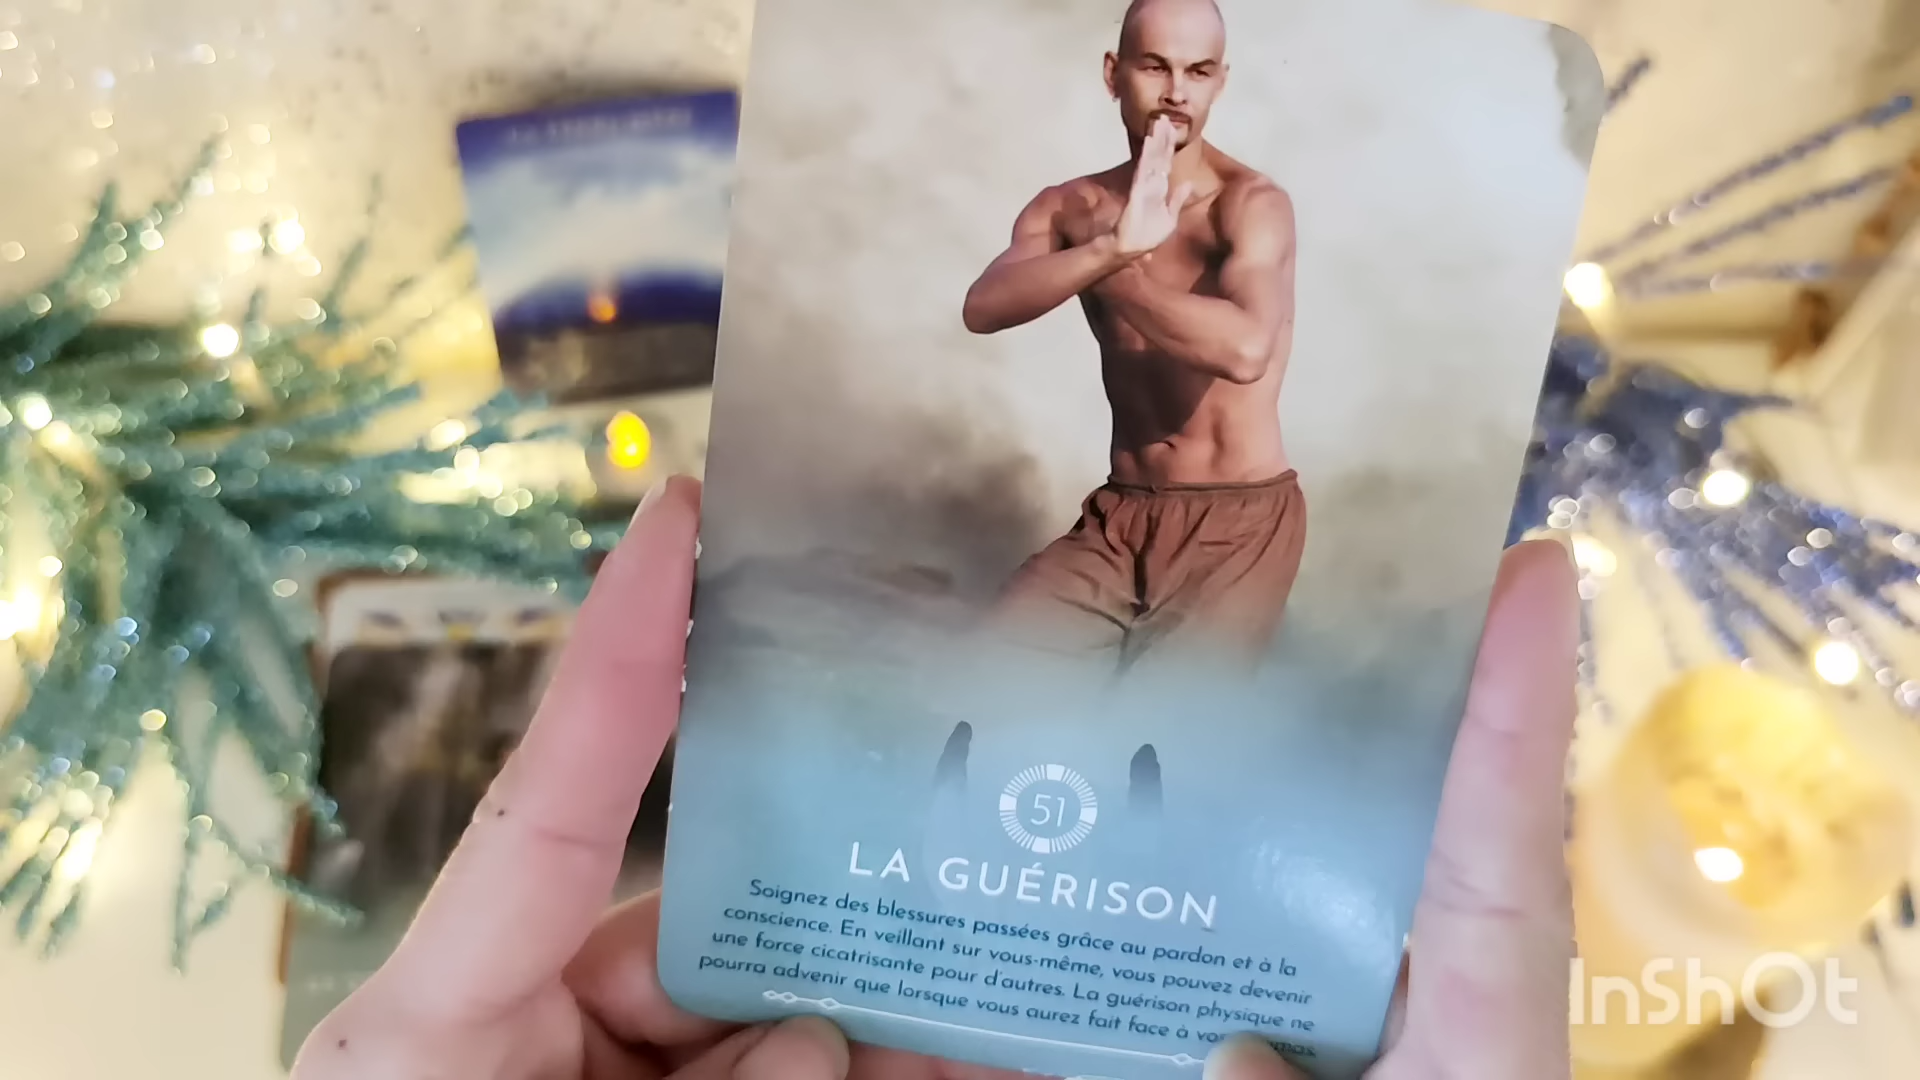 51
LA GUÉRISON
Soignez des blessures passées grâce au pardon et à la
conscience. En veillant sur vous-même, vous pouvez devenir
une force cicatrisante pour d'autres. La guérison physique ne
pourra advenir que lorsque vous aurez fait face à
InShOt